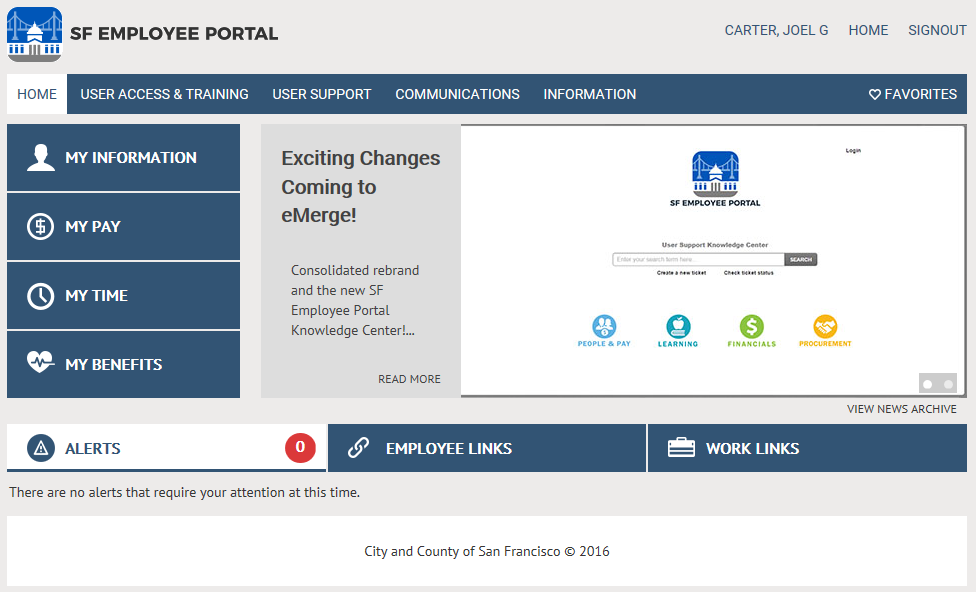 SF EMPLOYEE PORTAL
CARTER, JOEL G HOME SIGNOUT
HOME USER ACCESS & TRAINING USER SUPPORT COMMUNICATIONS INFORMATION FAVORITES
MY INFORMATION
MY PAY
MY TIME
MY BENEFITS
Exciting Changes
Coming to
eMerge!
Consolidated rebrand
and the new SF
Employee Portal
Knowledge Center!...
READ MORE
Login
SF EMPLOYEE PORTAL
User Support Knowledge Center
Enter your search term here.. SEARCH
Create a new ticket Check ticket status
PEOPLE & PAY LEARNING FINANCIALS PROCUREMENT
VIEW NEWS ARCHIVE
ALERTS 0 EMPLOYEE LINKS WORK LINKS
There are no alerts that require your attention at this time.
City and County of San Francisco © 2016